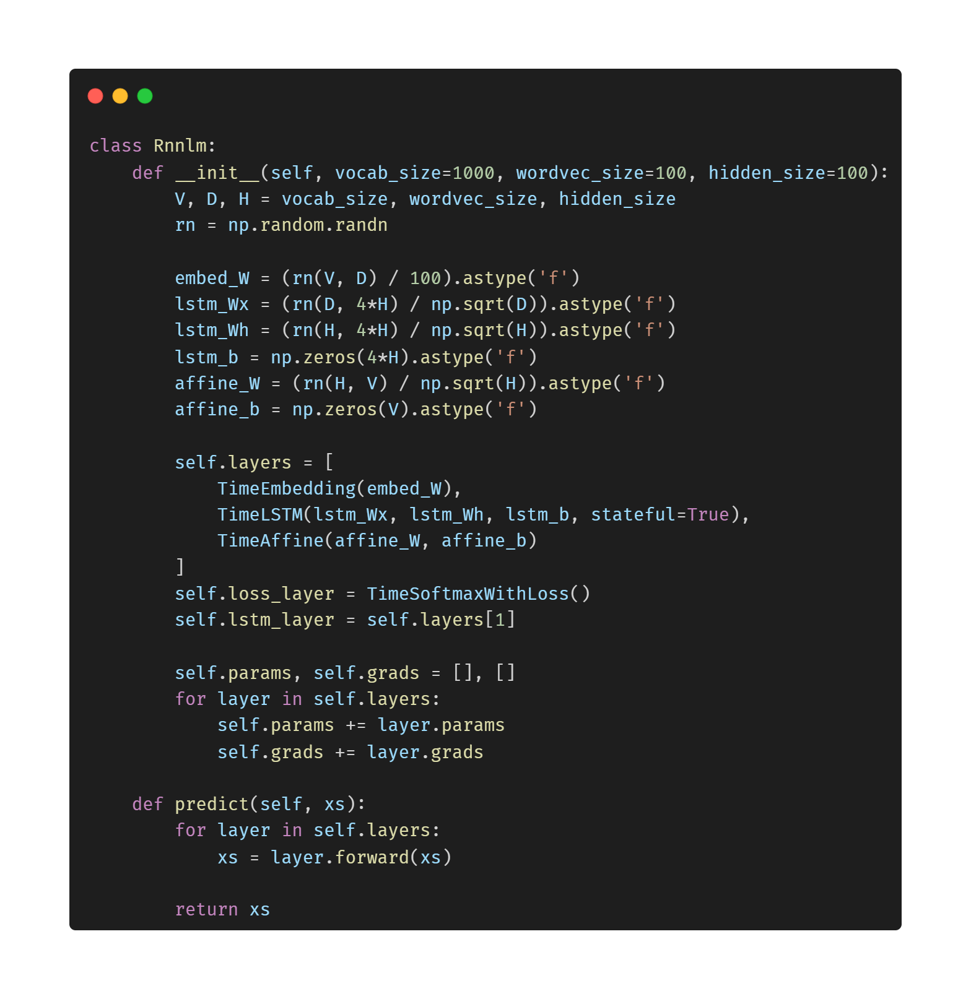 class Rnnlm:
    def __init__(self, vocab_size=1000, wordvec_size=100, hidden_size=100):
        V, D, H = vocab_size, wordvec_size, hidden_size
        rn = np.random.randn

        embed_W = (rn(V, D) / 100).astype('f')
        lstm_Wx = (rn(D, 4*H) / np.sqrt(D)).astype('f')
        lstm_Wh = (rn(H, 4*H) / np.sqrt(H)).astype('f')
        lstm_b = np.zeros(4*H).astype('f')
        affine_W = (rn(H, V) / np.sqrt(H)).astype('f')
        affine_b = np.zeros(V).astype('f')

        self.layers = [
            TimeEmbedding(embed_W),
            TimeLSTM(lstm_Wx, lstm_Wh, lstm_b, stateful=True),
            TimeAffine(affine_W, affine_b)
        ]
        self.loss_layer = TimeSoftmaxWithLoss()
        self.lstm_layer = self.layers[1]

        self.params, self.grads = [], []
        for layer in self.layers:
            self.params += layer.params
            self.grads += layer.grads

    def predict(self, xs):
        for layer in self.layers:
            xs = layer.forward(xs)

        return xs